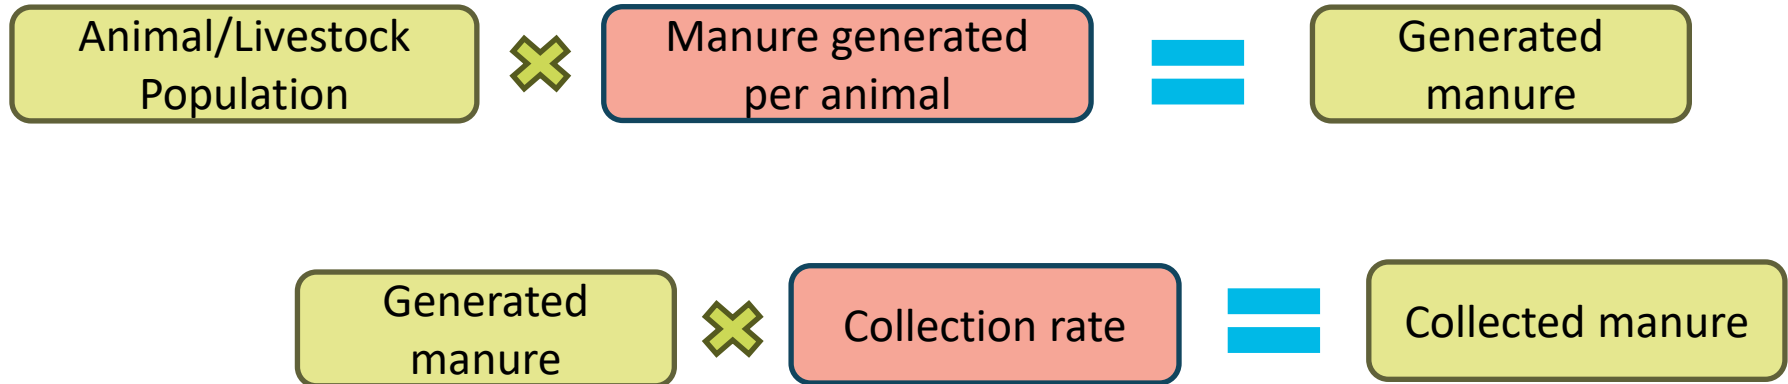 Animal/Livestock
Population
Manure generated
per animal
Generated
manure
Generated
manure
Collection rate
Collected manure